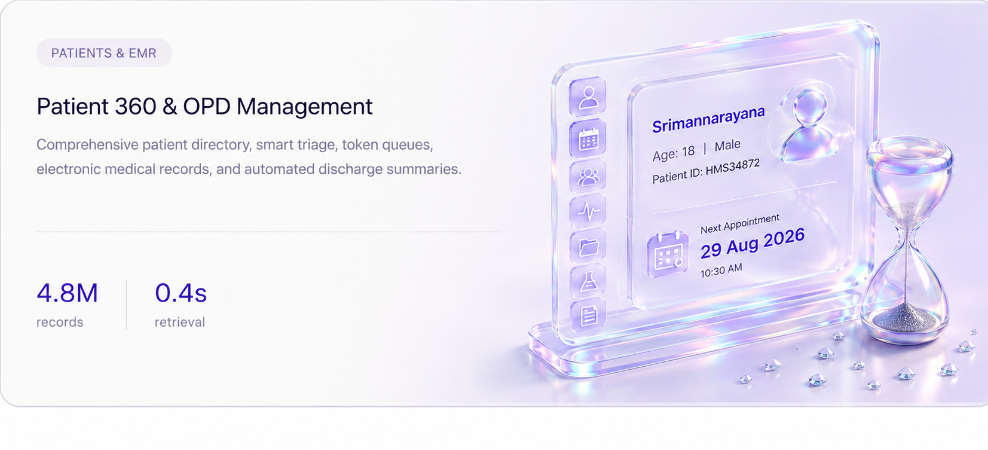 PATIENTS & EMR
Patient 360 & OPD Management
Comprehensive patient directory, smart triage, token queues,
electronic medical records, and automated discharge summaries.
4.8M
records
0.4s
retrieval
Srimannarayana
Age: 18 | Male
Patient ID: HMS34872
Next Appointment
29 Aug 2026
10:30 AM